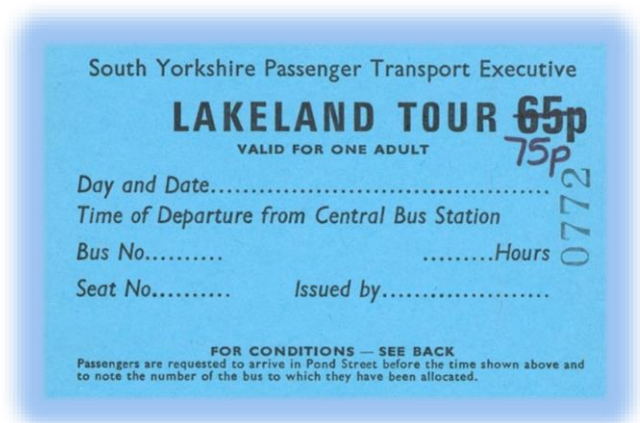 South Yorkshire Passenger Transport Executive
LAKELAND TOUR 65p
75p
VALID FOR ONE ADULT
Day and Date...............................................
Time of Departure from Central Bus Station
Bus No.......... .........Hours
Seat No.......... Issued by.......................
0772
FOR CONDITIONS — SEE BACK
Passengers are requested to arrive in Pond Street before the time shown above and
to note the number of the bus to which they have been allocated.